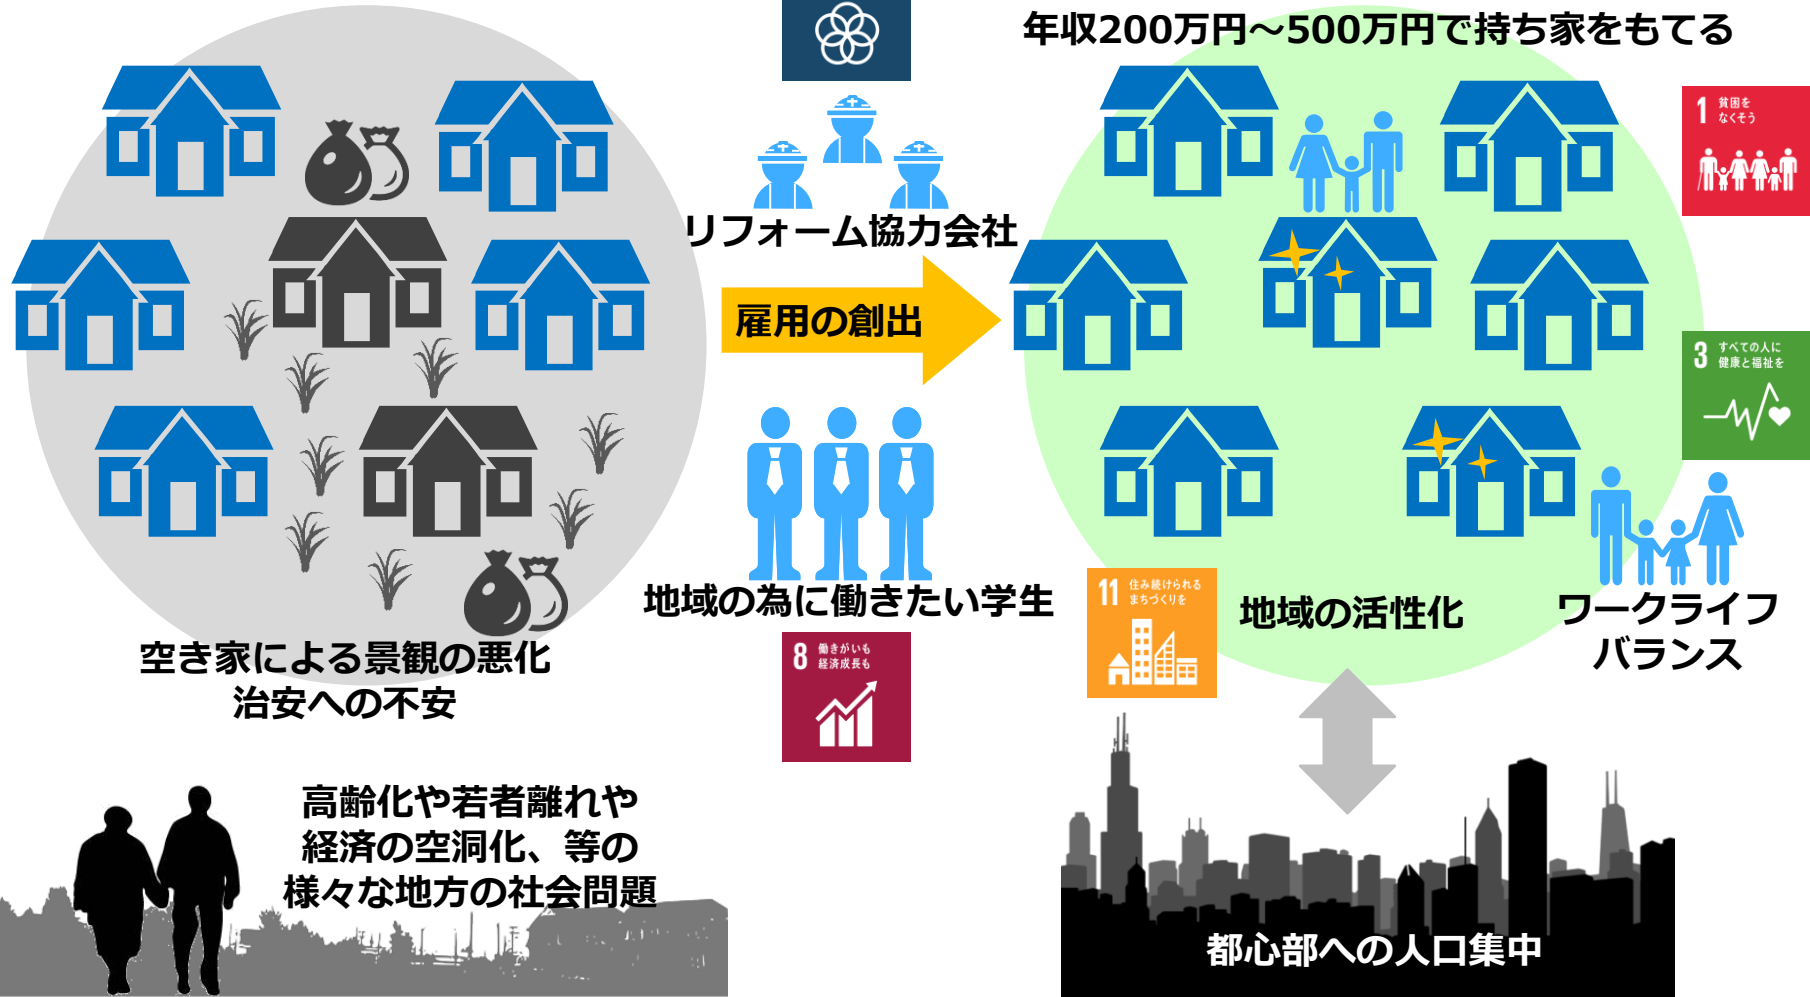 年収200万円～500万円で持ち家をもてる
1 貧困を
なくそう
リフォーム協力会社
雇用の創出
3 すべての人に
健康と福祉を
地域の為に働きたい学生
11 住み続けられる
まちづくりを
地域の活性化
ワークライフ
バランス
空き家による景観の悪化
治安への不安
8 働きがいも
経済成長も
高齢化や若者離れや
経済の空洞化、等の
様々な地方の社会問題
都心部への人口集中